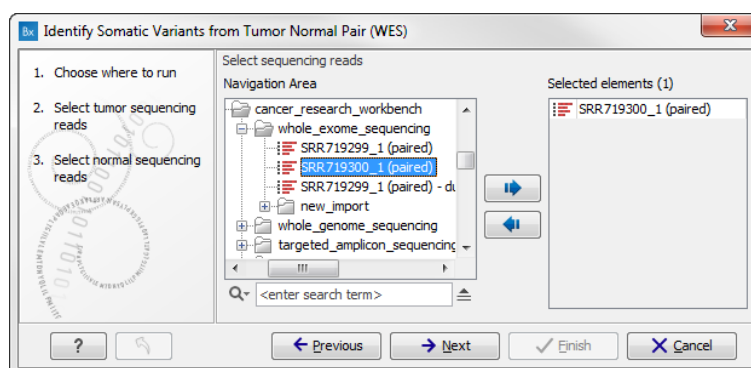 Bx Identify Somatic Variants from Tumor Normal Pair (WES)
1. Choose where to run
2. Select tumor sequencing
reads
3. Select normal sequencing
reads
Select sequencing reads
Navigation Area
cancer_research_workbench
whole_exome_sequencing
SRR719299_1 (paired)
SRR719300_1 (paired)
SRR719299_1 (paired) - du
new_import
whole_genome_sequencing
targeted_amplicon_sequencing
<enter search term>
Selected elements (1)
SRR719300_1 (paired)
? Previous Next Finish Cancel